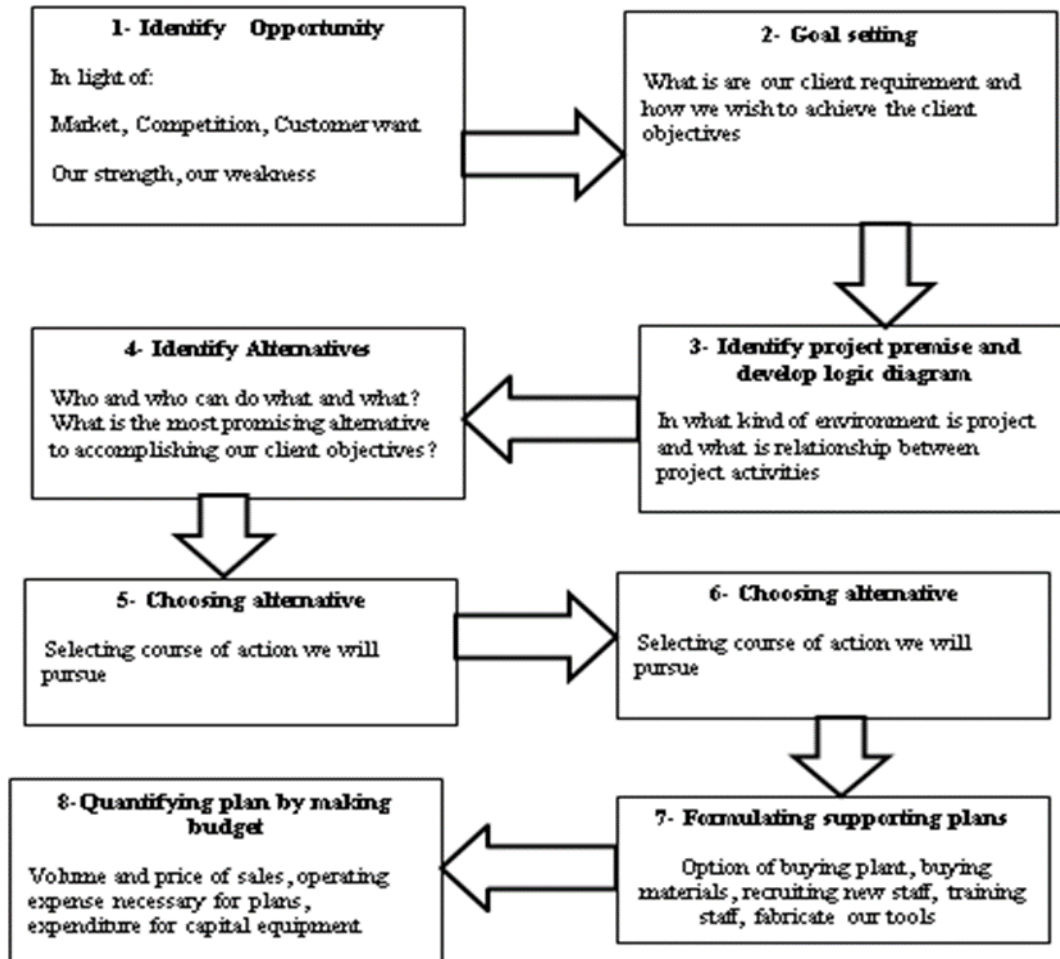 1- Identify Opportunity
In light of:
Market, Competition, Customer want
Our strength, our weakness
2- Goal setting
What is are our client requirement and
how we wish to achieve the client
objectives
3- Identify project premise and
develop logic diagram
In what kind of environment is project
and what is relationship between
project activities
4- Identify Alternatives
Who and who can do what and what?
What is the most promising alternative
to accomplishing our client objectives?
5- Choosing alternative
Selecting course of action we will
pursue
6- Choosing alternative
Selecting course of action we will
pursue
7- Formulating supporting plans
Option of buying plant, buying
materials, recruiting new staff, training
staff, fabricate our tools
8- Quantifying plan by making
budget
Volume and price of sales, operating
expense necessary for plans,
expenditure for capital equipment